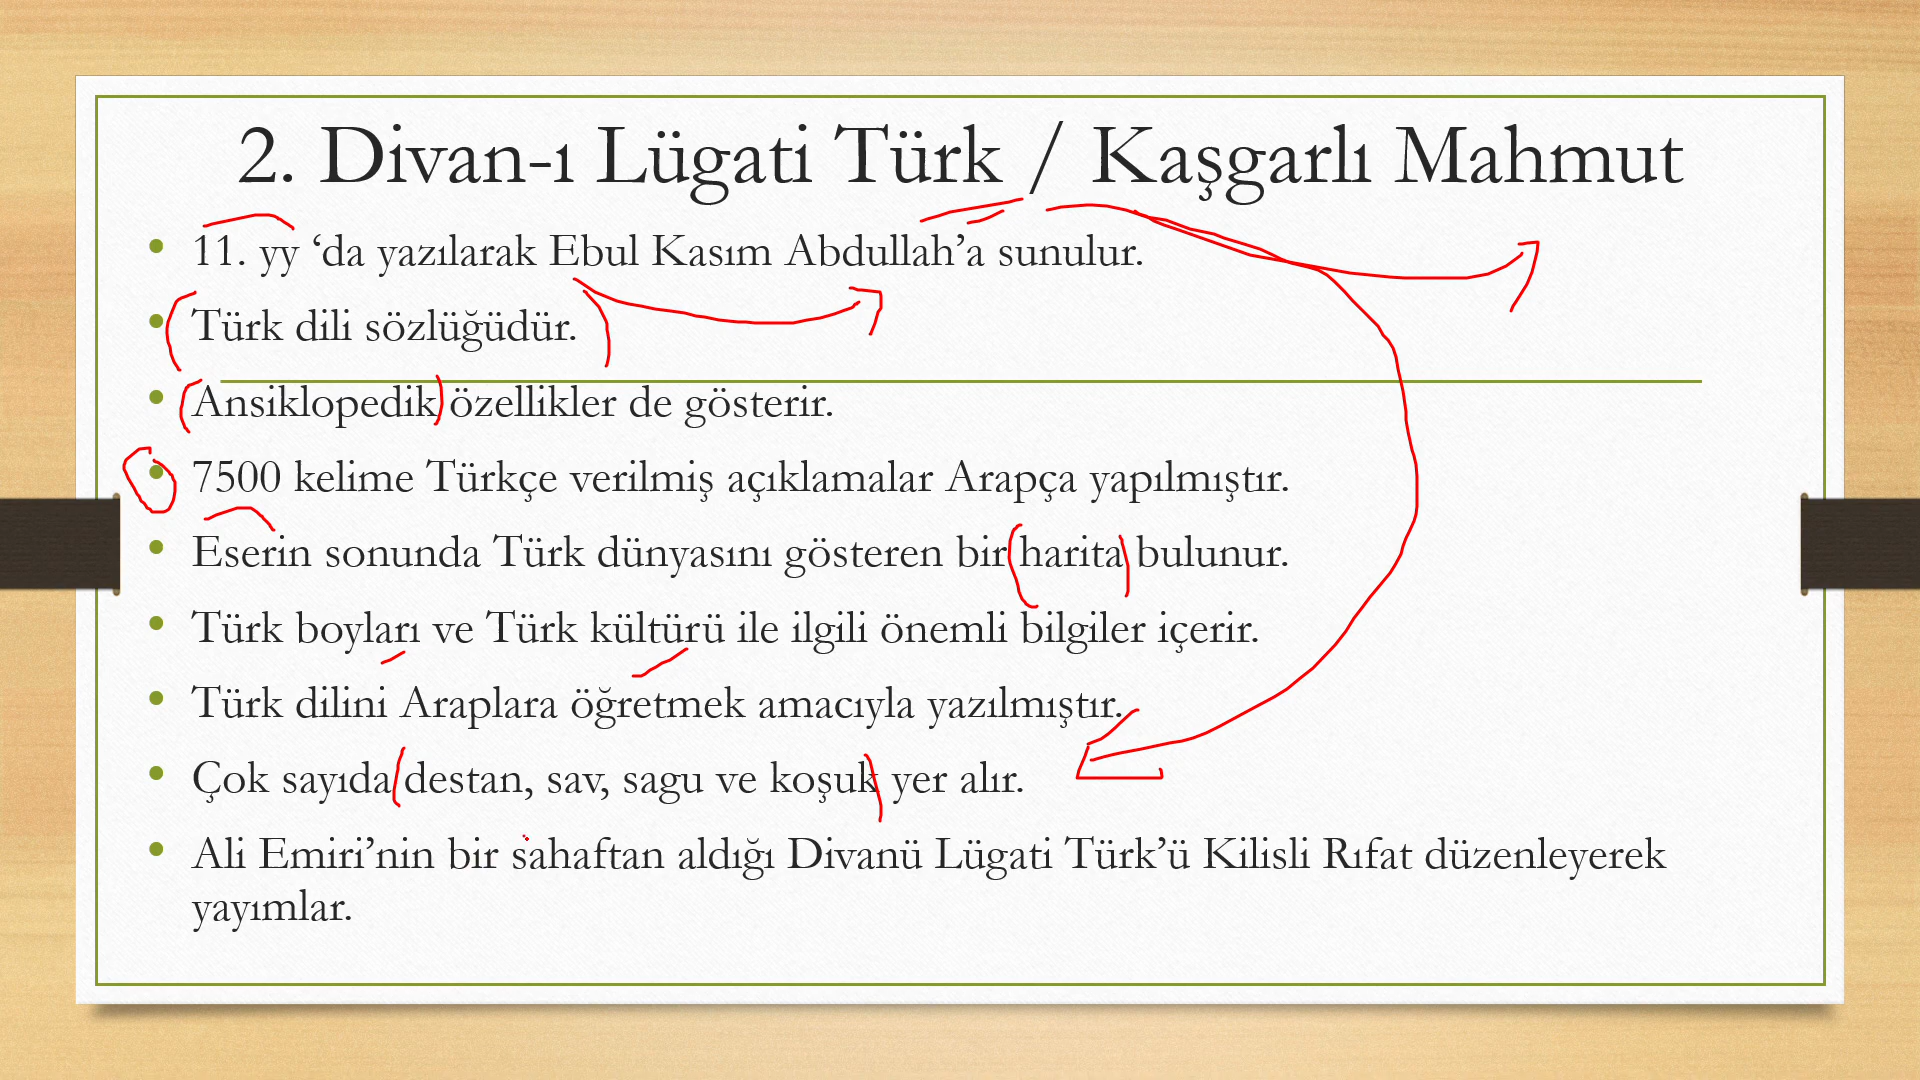 2. Divan-ı Lügati Türk / Kaşgarlı Mahmut
• 11. yy ‘da yazılarak Ebul Kasım Abdullah’a sunulur.
• Türk dili sözlüğüdür.
• Ansiklopedik özellikler de gösterir.
• 7500 kelime Türkçe verilmiş açıklamalar Arapça yapılmıştır.
• Eserin sonunda Türk dünyasını gösteren bir harita bulunur.
• Türk boyları ve Türk kültürü ile ilgili önemli bilgiler içerir.
• Türk dilini Araplara öğretmek amacıyla yazılmıştır.
• Çok sayıda destan, sav, sagu ve koşuk yer alır.
• Ali Emiri’nin bir sahaftan aldığı Divanü Lügati Türk’ü Kilisli Rıfat düzenleyerek
yayımlar.